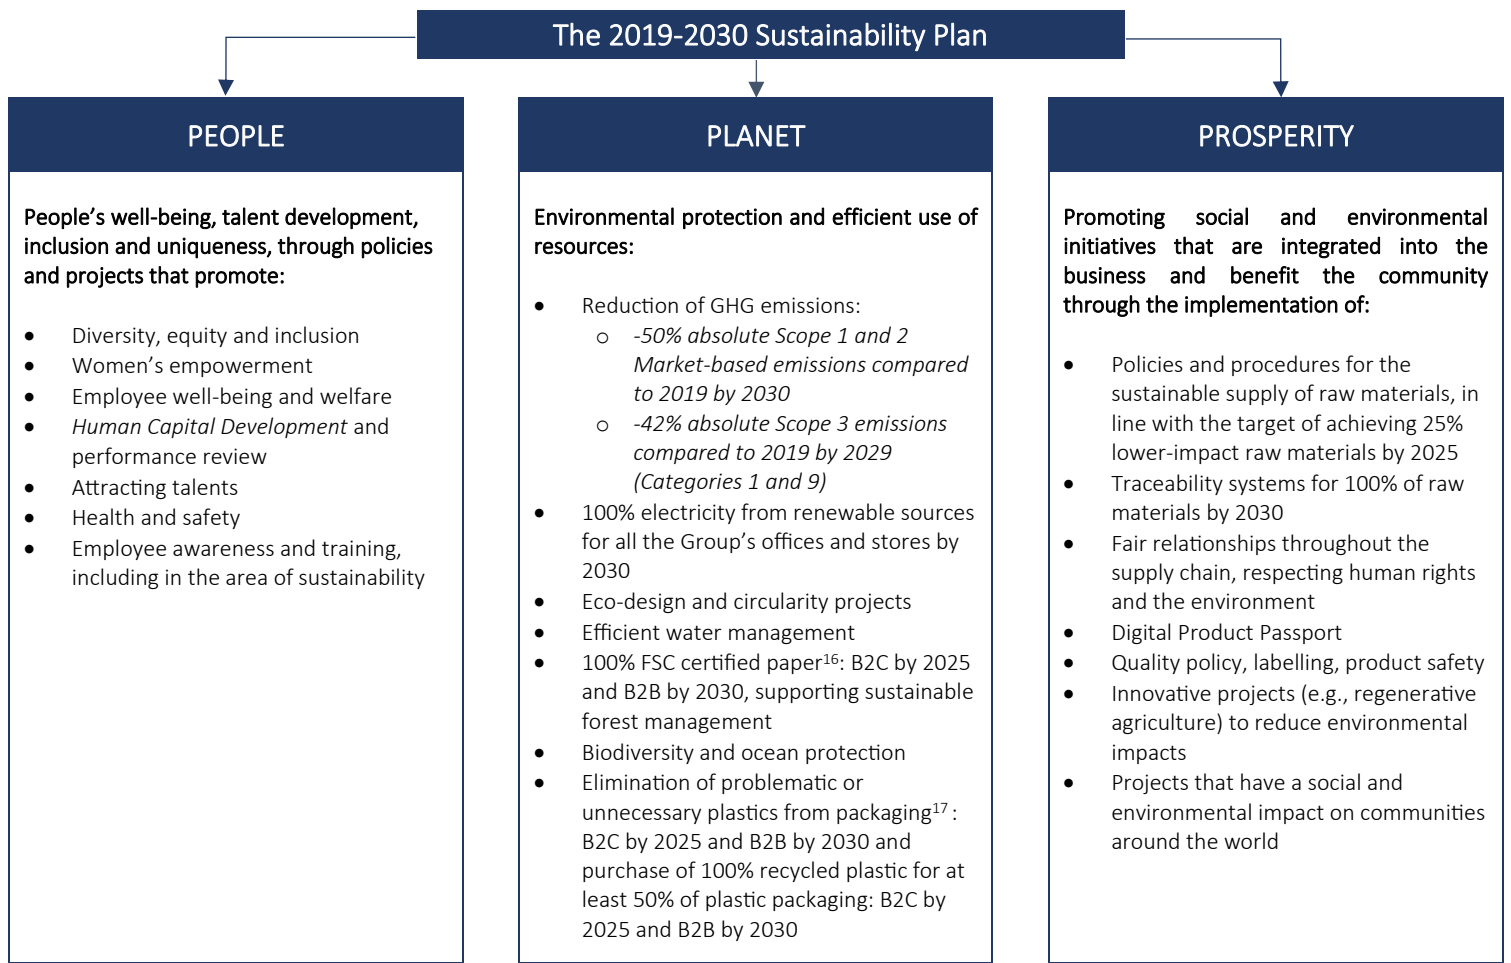 The 2019-2030 Sustainability Plan
PEOPLE
People’s well-being, talent development,
inclusion and uniqueness, through policies
and projects that promote:
• Diversity, equity and inclusion
• Women’s empowerment
• Employee well-being and welfare
• Human Capital Development and
performance review
• Attracting talents
• Health and safety
• Employee awareness and training,
including in the area of sustainability
PLANET
Environmental protection and efficient use of
resources:
• Reduction of GHG emissions:
o -50% absolute Scope 1 and 2
Market-based emissions compared
to 2019 by 2030
o -42% absolute Scope 3 emissions
compared to 2019 by 2029
(Categories 1 and 9)
• 100% electricity from renewable sources
for all the Group’s offices and stores by
2030
• Eco-design and circularity projects
• Efficient water management
• 100% FSC certified paper16: B2C by 2025
and B2B by 2030, supporting sustainable
forest management
• Biodiversity and ocean protection
• Elimination of problematic or
unnecessary plastics from packaging17 :
B2C by 2025 and B2B by 2030 and
purchase of 100% recycled plastic for at
least 50% of plastic packaging: B2C by
2025 and B2B by 2030
PROSPERITY
Promoting social and environmental
initiatives that are integrated into the
business and benefit the community
through the implementation of:
• Policies and procedures for the
sustainable supply of raw materials, in
line with the target of achieving 25%
lower-impact raw materials by 2025
• Traceability systems for 100% of raw
materials by 2030
• Fair relationships throughout the
supply chain, respecting human rights
and the environment
• Digital Product Passport
• Quality policy, labelling, product safety
• Innovative projects (e.g., regenerative
agriculture) to reduce environmental
impacts
• Projects that have a social and
environmental impact on communities
around the world